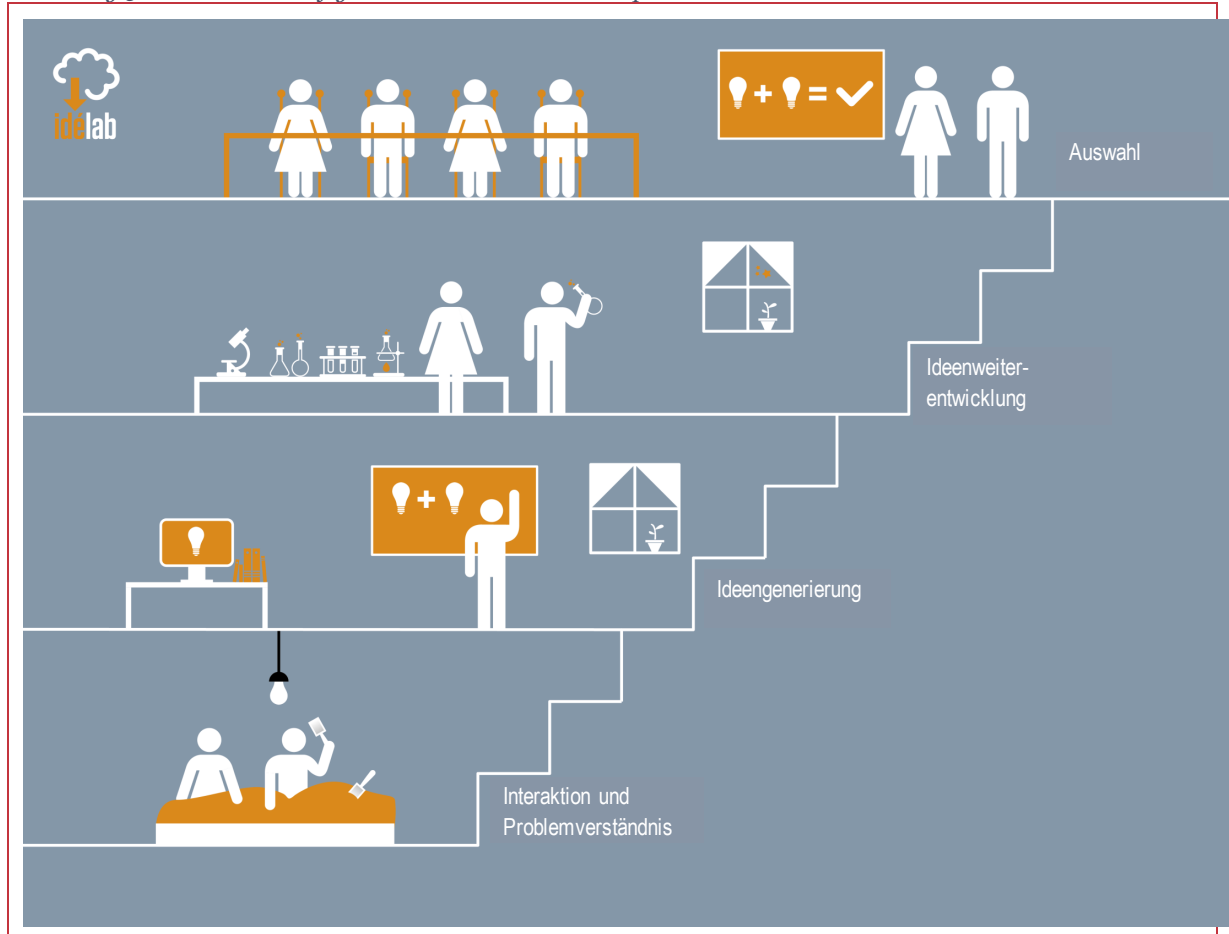 idélab
Auswahl
Ideenweiter-
entwicklung
Ideengenerierung
Interaktion und
Problemverständnis